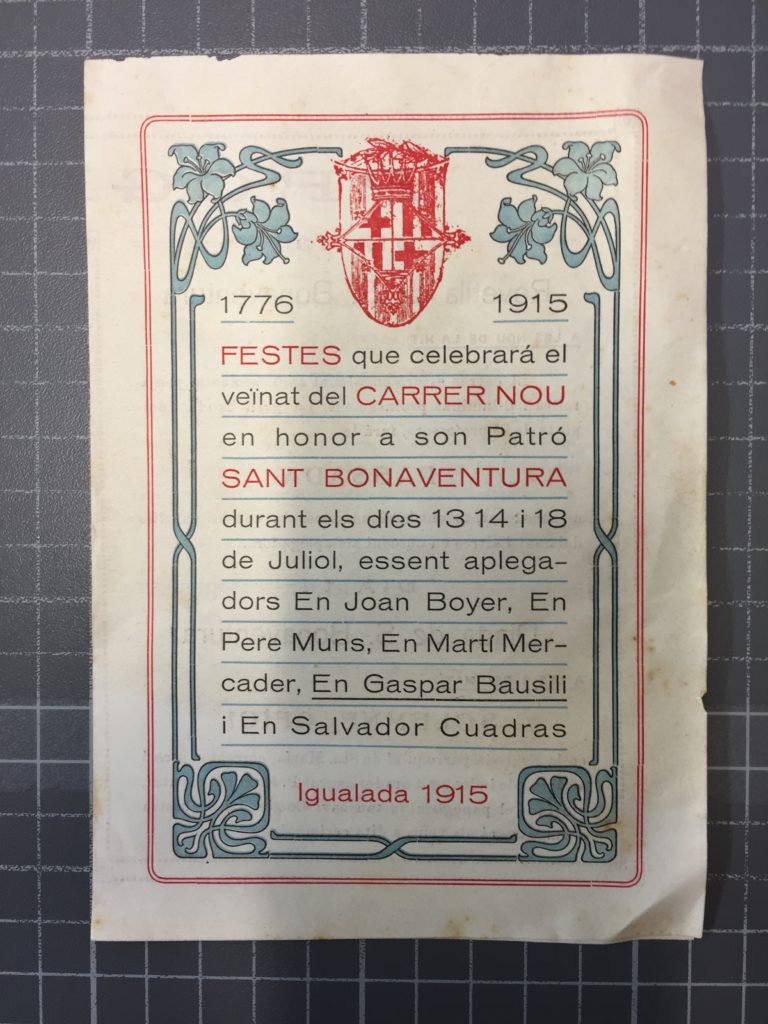 1776 1915
FESTES que celebrará el
veïnat del CARRER NOU
en honor a son Patró
SANT BONAVENTURA
durant els díes 13 14 i 18
de Juliol, essent aplega-
dors En Joan Boyer, En
Pere Muns, En Martí Mer-
cader, En Gaspar Bausili
i En Salvador Cuadras
Igualada 1915